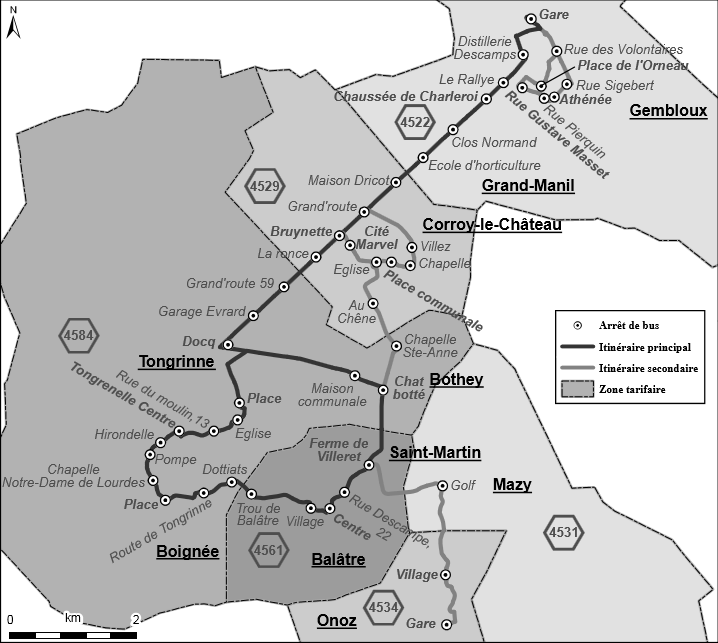 N
Gare
Distillerie
Descamps
Rue des Volontaires
Place de l'Orneau
Le Rallye
Rue Sigebert
Chaussée de Charleroi
Athénée
Gembloux
4522
Rue Pierquin
Rue Gustave Masset
Clos Normand
Ecole d'horticulture
Maison Dricot
Grand-Manil
4529
Grand'route
Corroy-le-Château
Bruynette
Cité
Marvel
Villez
La ronce
Eglise
Chapelle
Place communale
Grand'route 59
Au
Chêne
Garage Evrard
4584
Docq
Chapelle
Ste-Anne
Tongrinne
Maison
communale
Chat
botté
Bothey
Arrêt de bus
Itinéraire principal
Itinéraire secondaire
Zone tarifaire
Rue du moulin,13
Tongrenelle Centre
Place
Hirondelle
Eglise
Ferme de
Villeret
Saint-Martin
Pompe
Chapelle
Notre-Dame de Lourdes
Dottiats
Golf
Mazy
Place
Route de Tongrinne
Trou de
Balâtre
Village
Centre
Rue Descampe,
22
4531
Boignée
4561
Balâtre
Village
4534
Onoz
Gare
0
km
2